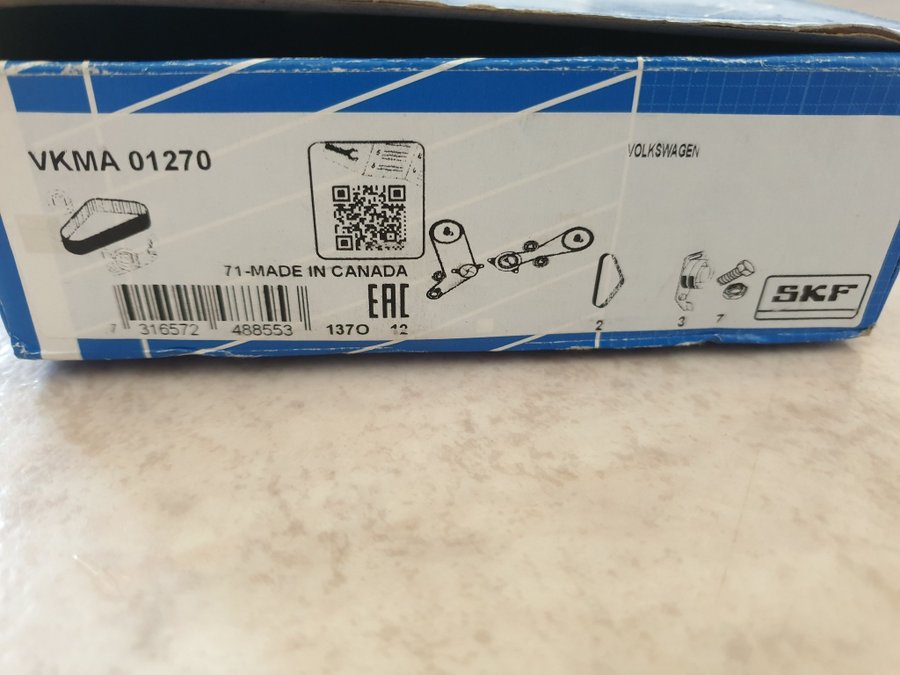 VKMA 01270
VOLKSWAGEN
71-MADE IN CANADA
EAC
7 316572 488553
137O 12
2
3
7
SKF